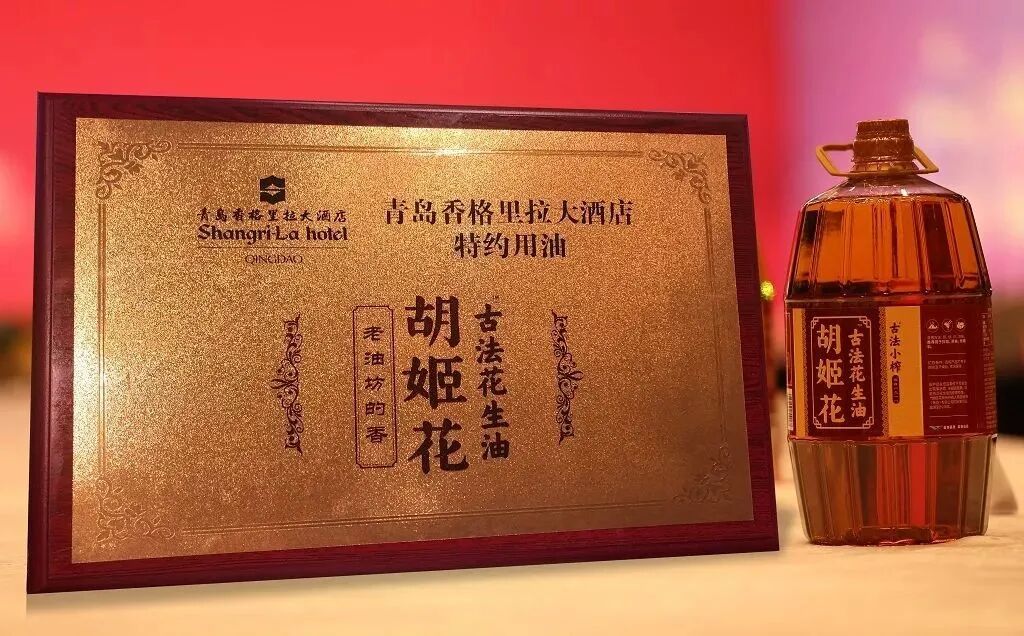 青岛香格里拉大酒店
Shangri-La hotel
QINGDAO
青岛香格里拉大酒店
特约用油
古法花生油
胡姬花
老油坊的香
古法花生油
胡姬花
古法小榨